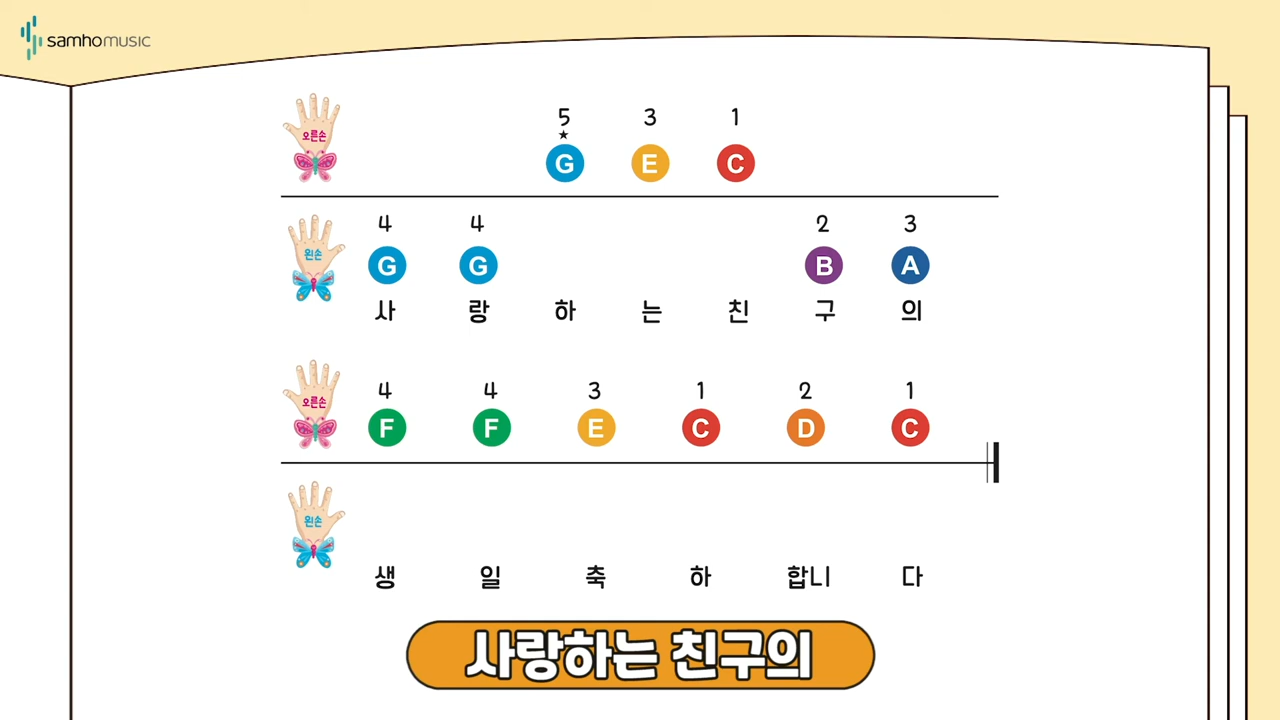 samhomusic
5 3 1
★
오른손 G E C
4 4 2 3
왼손 G G B A
사 랑 하 는 친 구 의
4 4 3 1 2 1
오른손 F F E C D C
왼손
생 일 축 하 합니 다
사랑하는 친구의